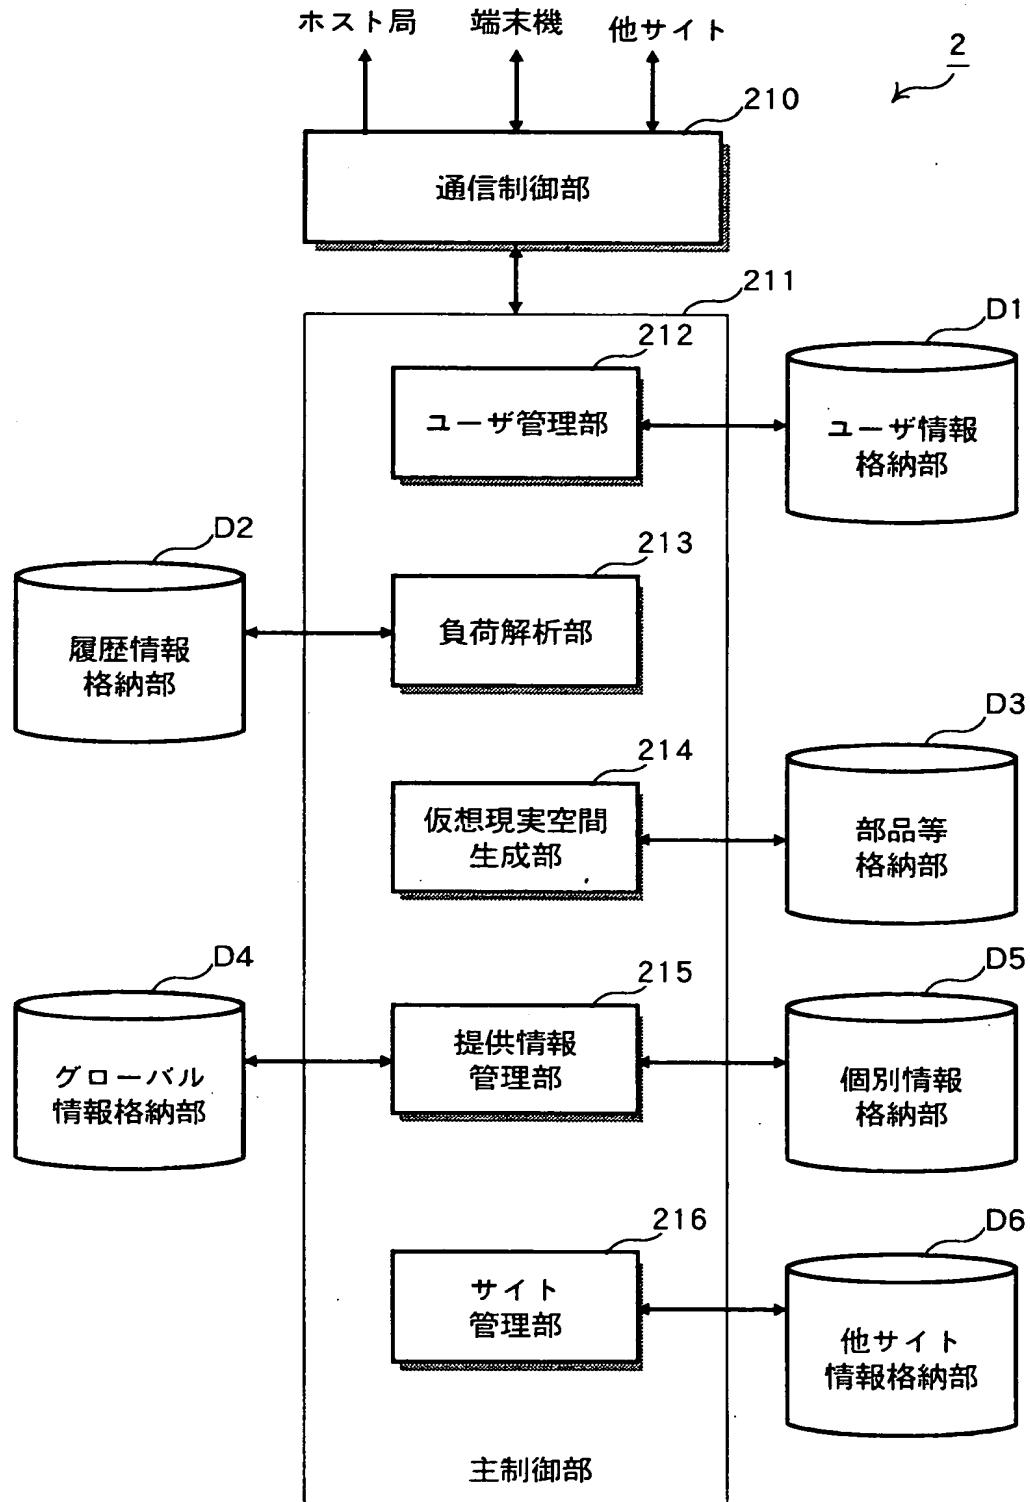 ホスト局
端末機
他サイト
2
210
通信制御部
211
212
D1
ユーザ管理部
ユーザ情報
格納部
D2
213
履歴情報
格納部
負荷解析部
214
D3
仮想現実空間
生成部
部品等
格納部
D4
215
D5
グローバル
情報格納部
提供情報
管理部
個別情報
格納部
216
D6
サイト
管理部
他サイト
情報格納部
主制御部